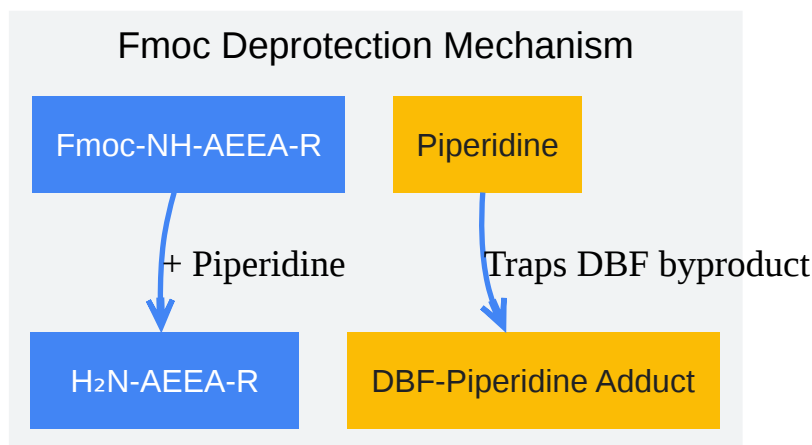 Fmoc Deprotection Mechanism
Fmoc-NH-AEEA-R
Piperidine
+ Piperidine
Traps DBF byproduct
H₂N-AEEA-R
DBF-Piperidine Adduct